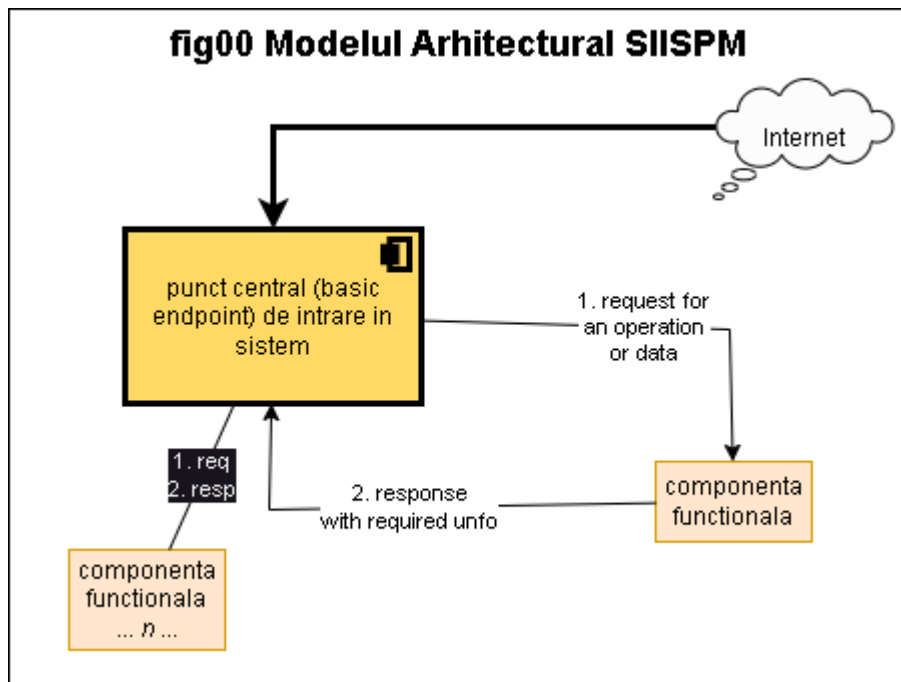 fig00 Modelul Arhitectural SIISPM
Internet
punct central (basic
endpoint) de intrare in
sistem
1. request for
an operation
or data
1. req
2. resp
2. response
with required unfo
componenta
functionala
componenta
functionala
... n ...